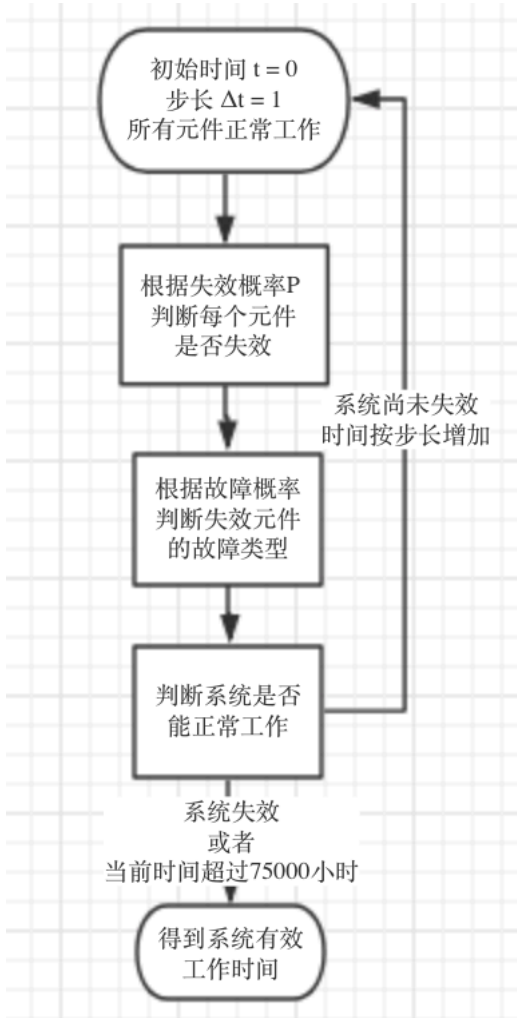 初始时间 t = 0
步长 Δt = 1
所有元件正常工作
根据失效概率P
判断每个元件
是否失效
系统尚未失效
时间按步长增加
根据故障概率
判断失效元件
的故障类型
判断系统是否
能正常工作
系统失效
或者
当前时间超过75000小时
得到系统有效
工作时间